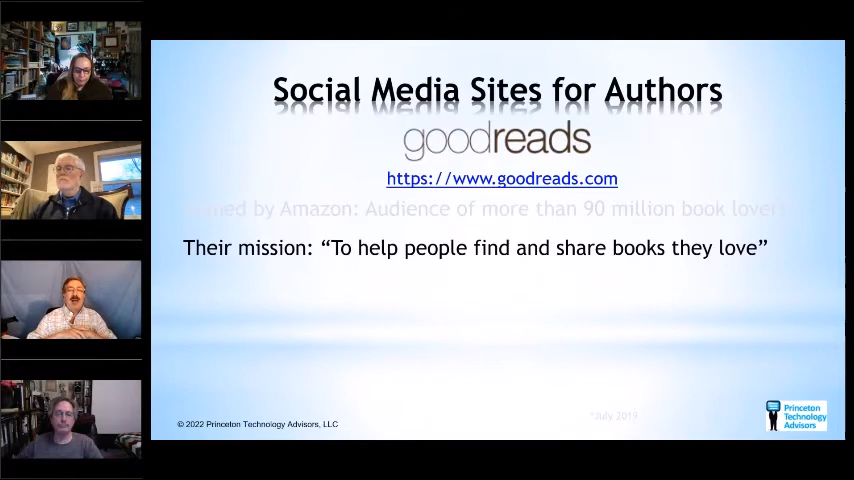 Social Media Sites for Authors
goodreads
https://www.goodreads.com
Owned by Amazon: Audience of more than 90 million book lovers
Their mission: “To help people find and share books they love”
*July 2019
© 2022 Princeton Technology Advisors, LLC
Princeton
Technology
Advisors